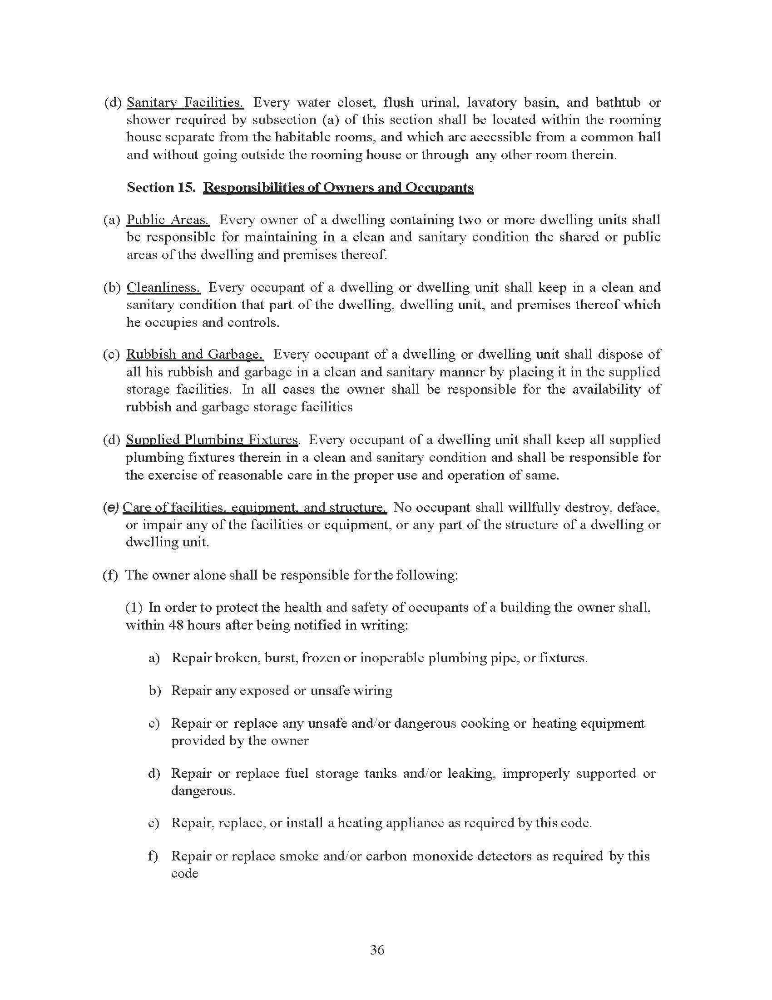 (d) Sanitary Facilities. Every water closet, flush urinal, lavatory basin, and bathtub or
shower required by subsection (a) of this section shall be located within the rooming
house separate from the habitable rooms, and which are accessible from a common hall
and without going outside the rooming house or through any other room therein.
Section 15. Responsibilities of Owners and Occupants
(a) Public Areas. Every owner of a dwelling containing two or more dwelling units shall
be responsible for maintaining in a clean and sanitary condition the shared or public
areas of the dwelling and premises thereof.
(b) Cleanliness. Every occupant of a dwelling or dwelling unit shall keep in a clean and
sanitary condition that part of the dwelling, dwelling unit, and premises thereof which
he occupies and controls.
(c) Rubbish and Garbage. Every occupant of a dwelling or dwelling unit shall dispose of
all his rubbish and garbage in a clean and sanitary manner by placing it in the supplied
storage facilities. In all cases the owner shall be responsible for the availability of
rubbish and garbage storage facilities
(d) Supplied Plumbing Fixtures. Every occupant of a dwelling unit shall keep all supplied
plumbing fixtures therein in a clean and sanitary condition and shall be responsible for
the exercise of reasonable care in the proper use and operation of same.
(e) Care of facilities, equipment, and structure. No occupant shall willfully destroy, deface,
or impair any of the facilities or equipment, or any part of the structure of a dwelling or
dwelling unit.
(f) The owner alone shall be responsible for the following:
(1) In order to protect the health and safety of occupants of a building the owner shall,
within 48 hours after being notified in writing:
a) Repair broken, burst, frozen or inoperable plumbing pipe, or fixtures.
b) Repair any exposed or unsafe wiring
c) Repair or replace any unsafe and/or dangerous cooking or heating equipment
provided by the owner
d) Repair or replace fuel storage tanks and/or leaking, improperly supported or
dangerous.
e) Repair, replace, or install a heating appliance as required by this code.
f) Repair or replace smoke and/or carbon monoxide detectors as required by this
code
36